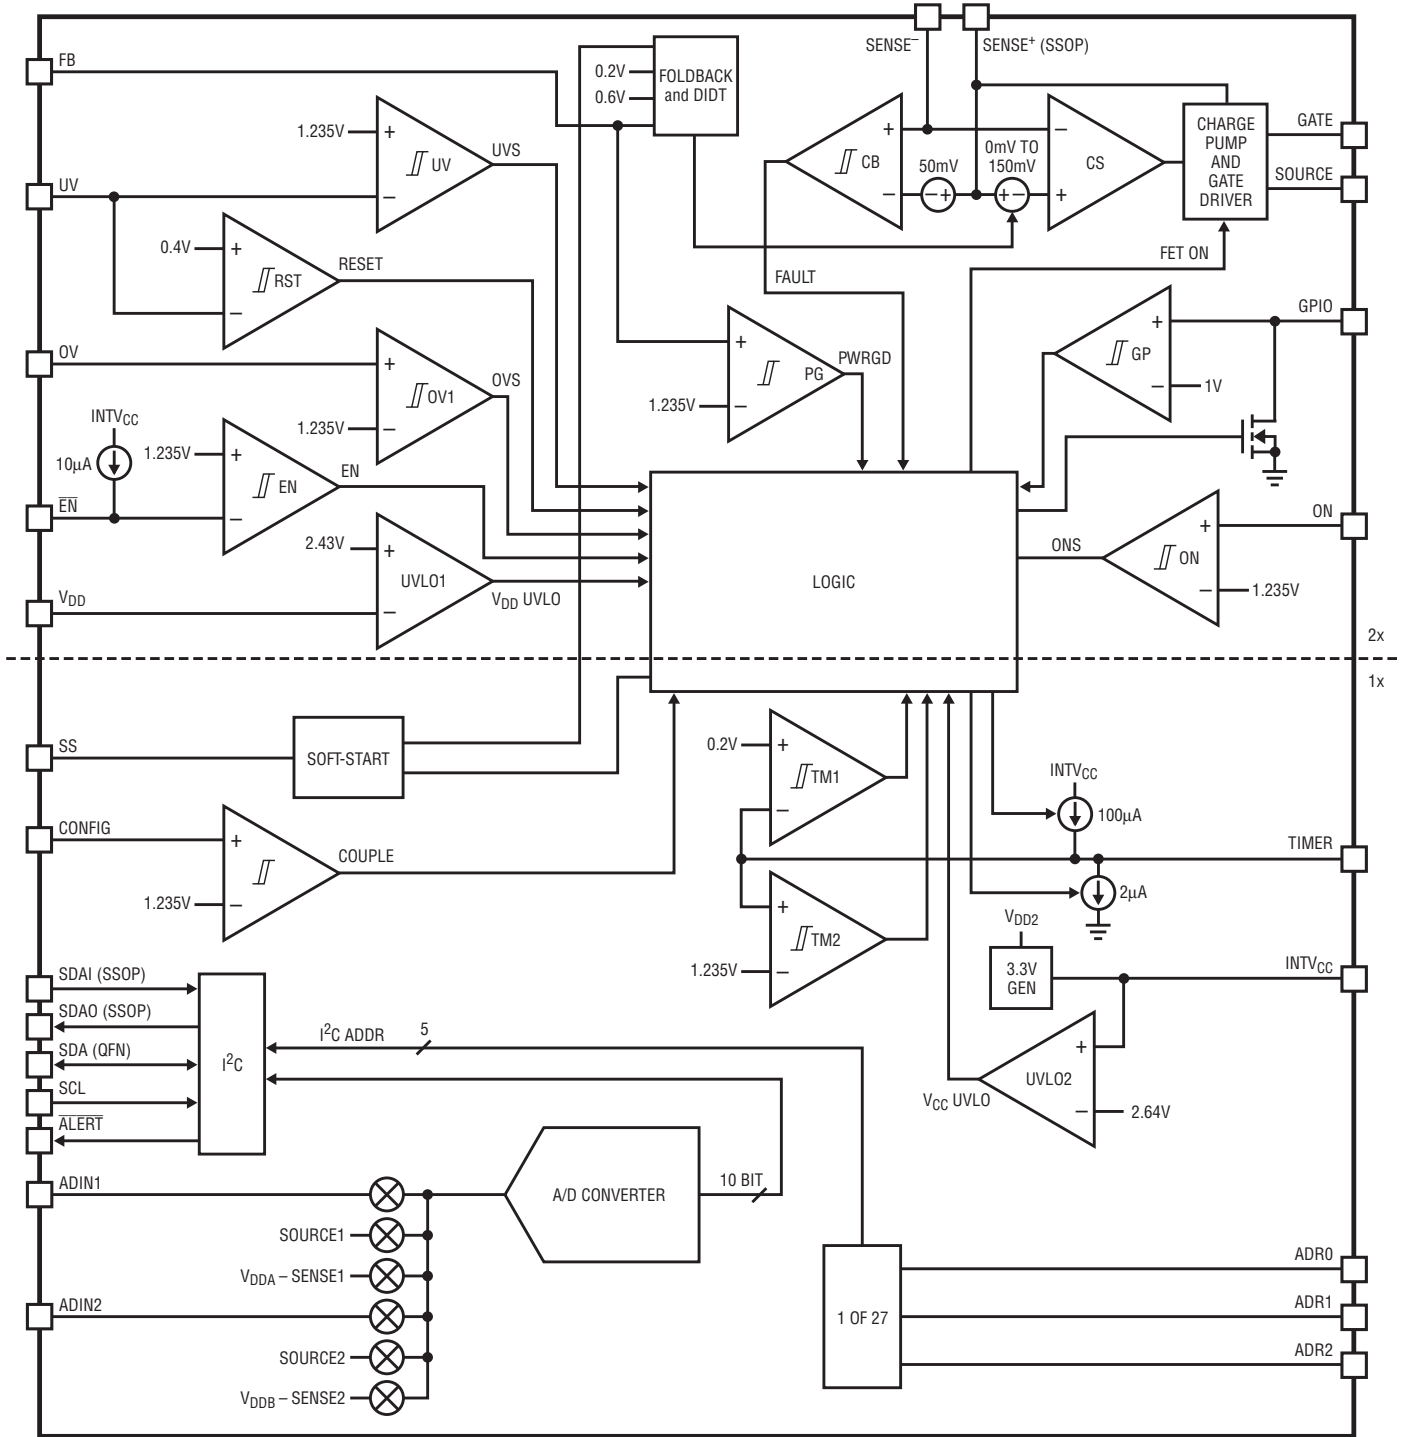 SENSE–
SENSE+ (SSOP)
FB
0.2V
0.6V
FOLDBACK
and DIDT
1.235V
+
UV
–
UVS
UV
0.4V
+
RST
–
RESET
+
CB
–
50mV
–+
0mV TO
150mV
+–
–
CS
+
CHARGE
PUMP
AND
GATE
DRIVER
GATE
SOURCE
FET ON
FAULT
OV
+
OV1
–
OVS
1.235V
+
PG
–
PWRGD
1.235V
+
GP
–
1V
GPIO
INTVCC
10µA
1.235V
+
EN
–
EN
EN
2.43V
+
UVLO1
–
VDD UVLO
VDD
LOGIC
ONS
+
ON
–
1.235V
ON
2x
1x
SS
SOFT-START
0.2V
+
TM1
–
INTVCC
100µA
CONFIG
+
–
1.235V
COUPLE
TIMER
+
TM2
–
1.235V
2µA
VDD2
3.3V
GEN
INTVCC
SDAI (SSOP)
SDAO (SSOP)
SDA (QFN)
SCL
ALERT
I2C
I2C ADDR
5
+
UVLO2
–
2.64V
VCC UVLO
ADIN1
SOURCE1
VDDA – SENSE1
ADIN2
SOURCE2
VDDB – SENSE2
A/D CONVERTER
10 BIT
1 OF 27
ADR0
ADR1
ADR2